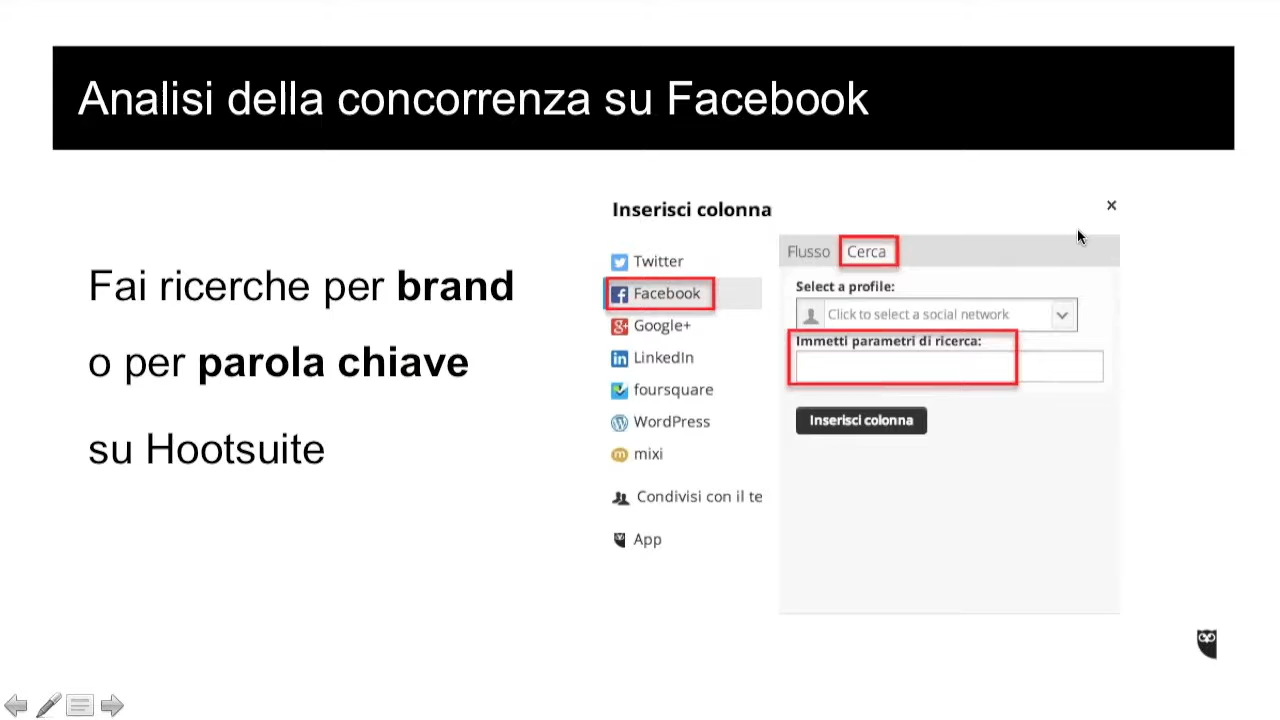 Analisi della concorrenza su Facebook
Fai ricerche per brand
o per parola chiave
su Hootsuite
Inserisci colonna
Twitter
Facebook
Google+
LinkedIn
foursquare
WordPress
mixi
Condivisi con il te
App
Flusso Cerca
Select a profile:
Click to select a social network
Immetti parametri di ricerca:
Inserisci colonna